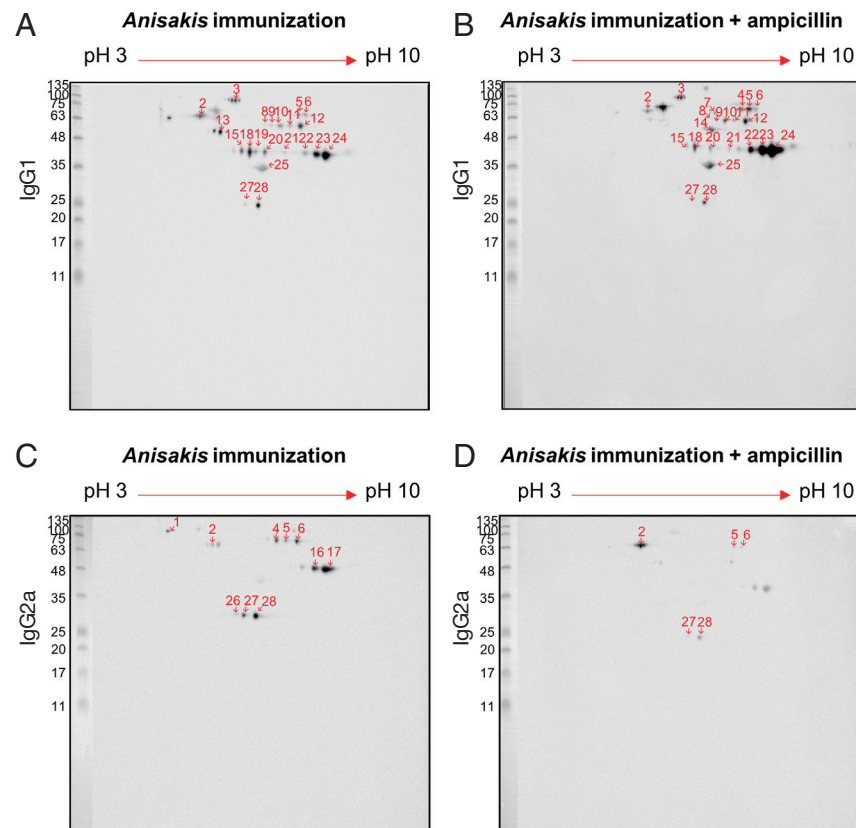 A
Anisakis immunization
pH 3
pH 10
IgG1
135
100
75
63
48
35
25
20
17
11
3
2
5 6
8 9 10 11 12
13
15 18 19 20 21 22 23 24
25
27 28
B
Anisakis immunization + ampicillin
pH 3
pH 10
IgG1
135
100
75
63
48
35
25
20
17
11
3
2
7
4 5 6
8 9 10 11 12
14
15 18 20 21 22 23 24
25
27 28
C
Anisakis immunization
pH 3
pH 10
IgG2a
135
100
75
63
48
35
25
20
17
11
1
2
4 5 6
16 17
26 27 28
D
Anisakis immunization + ampicillin
pH 3
pH 10
IgG2a
135
100
75
63
48
35
25
20
17
11
2
5 6
27 28